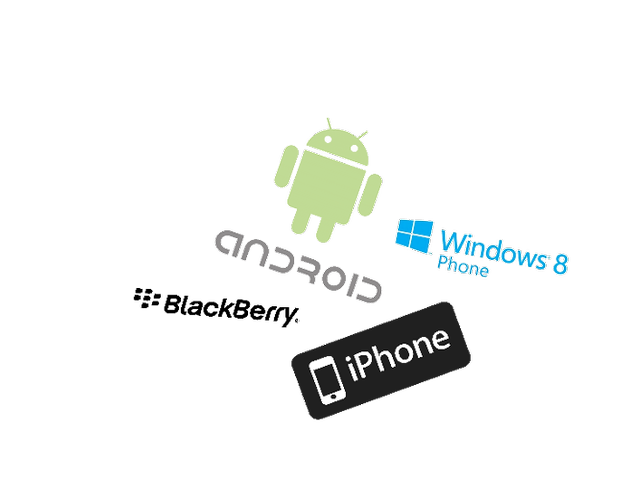 ANDROID
Windows 8
Phone
BlackBerry
iPhone